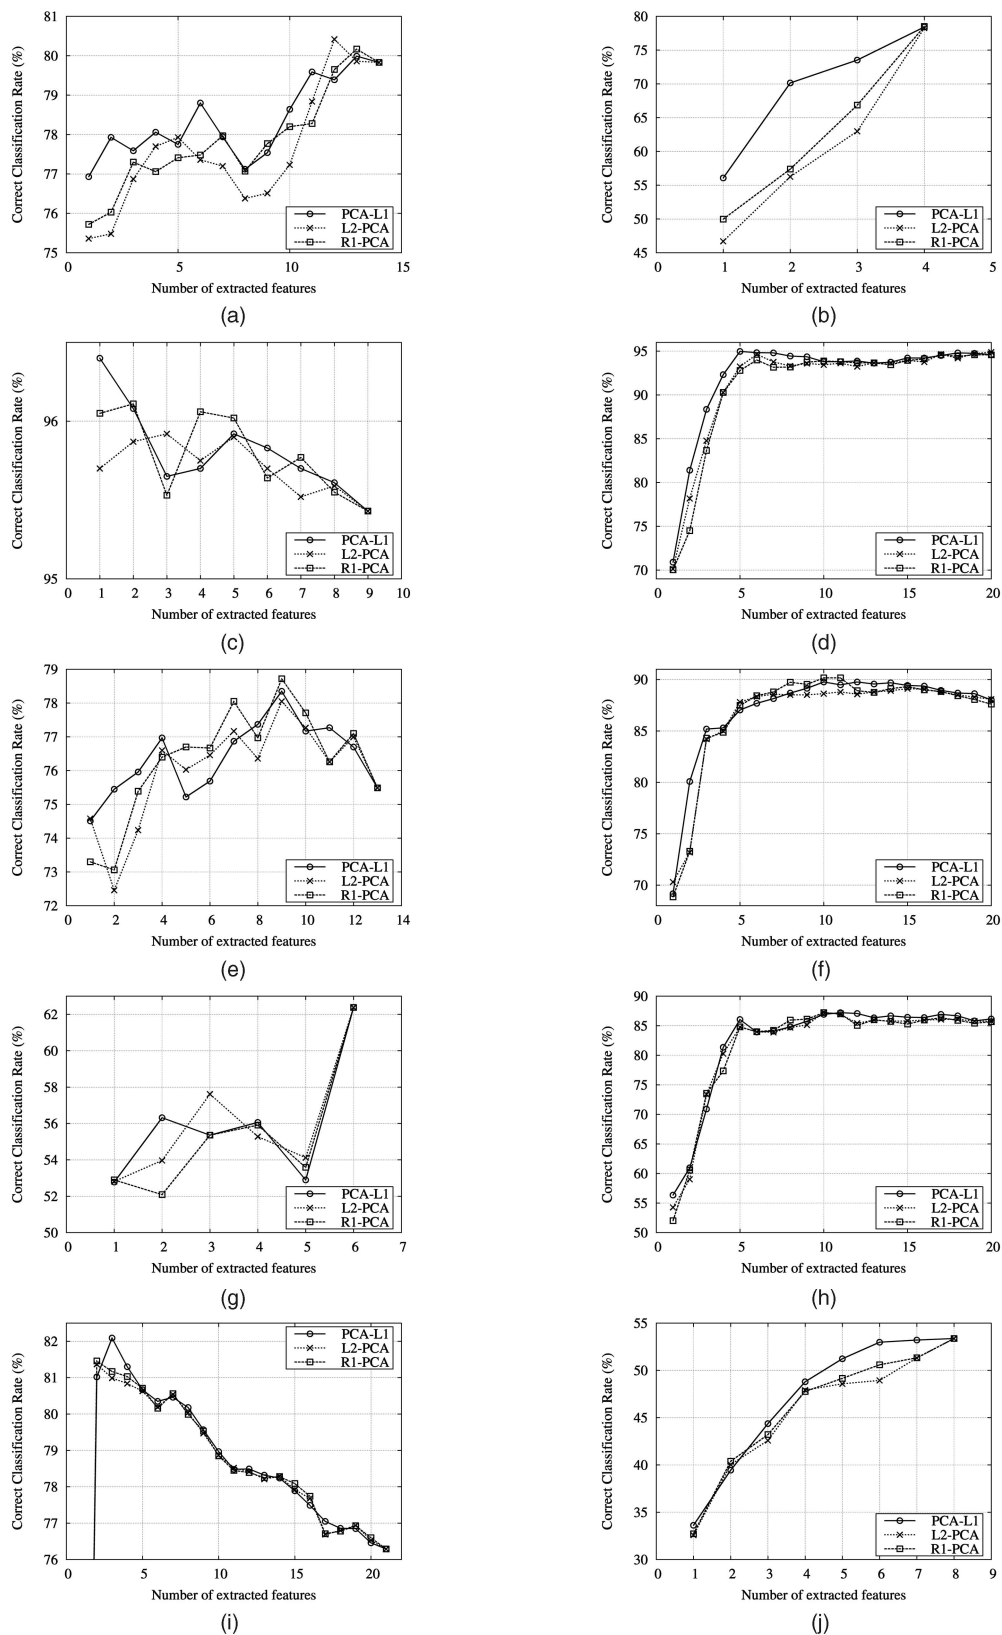 Correct Classification Rate (%)
81
80
79
78
77
76
75
PCA-L1
L2-PCA
R1-PCA
0 5 10 15
Number of extracted features
(a)
Correct Classification Rate (%)
80
75
70
65
60
55
50
45
PCA-L1
L2-PCA
R1-PCA
0 1 2 3 4 5
Number of extracted features
(b)
Correct Classification Rate (%)
96
95
PCA-L1
L2-PCA
R1-PCA
0 1 2 3 4 5 6 7 8 9 10
Number of extracted features
(c)
Correct Classification Rate (%)
95
90
85
80
75
70
PCA-L1
L2-PCA
R1-PCA
0 5 10 15 20
Number of extracted features
(d)
Correct Classification Rate (%)
79
78
77
76
75
74
73
72
PCA-L1
L2-PCA
R1-PCA
0 2 4 6 8 10 12 14
Number of extracted features
(e)
Correct Classification Rate (%)
90
85
80
75
70
PCA-L1
L2-PCA
R1-PCA
0 5 10 15 20
Number of extracted features
(f)
Correct Classification Rate (%)
62
60
58
56
54
52
50
PCA-L1
L2-PCA
R1-PCA
0 1 2 3 4 5 6 7
Number of extracted features
(g)
Correct Classification Rate (%)
90
85
80
75
70
65
60
55
50
PCA-L1
L2-PCA
R1-PCA
0 5 10 15 20
Number of extracted features
(h)
Correct Classification Rate (%)
82
81
80
79
78
77
76
PCA-L1
L2-PCA
R1-PCA
0 5 10 15 20
Number of extracted features
(i)
Correct Classification Rate (%)
55
50
45
40
35
30
PCA-L1
L2-PCA
R1-PCA
1 2 3 4 5 6 7 8 9
Number of extracted features
(j)